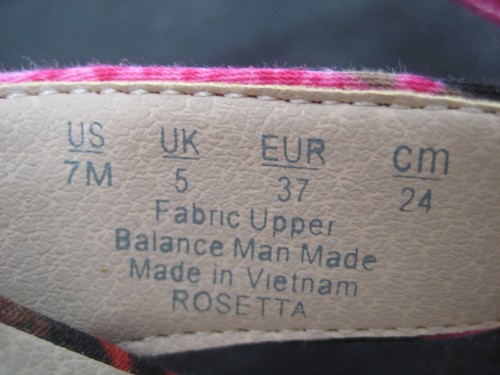 US UK EUR cm
7M 5 37 24
Fabric Upper
Balance Man Made
Made in Vietnam
ROSETTA